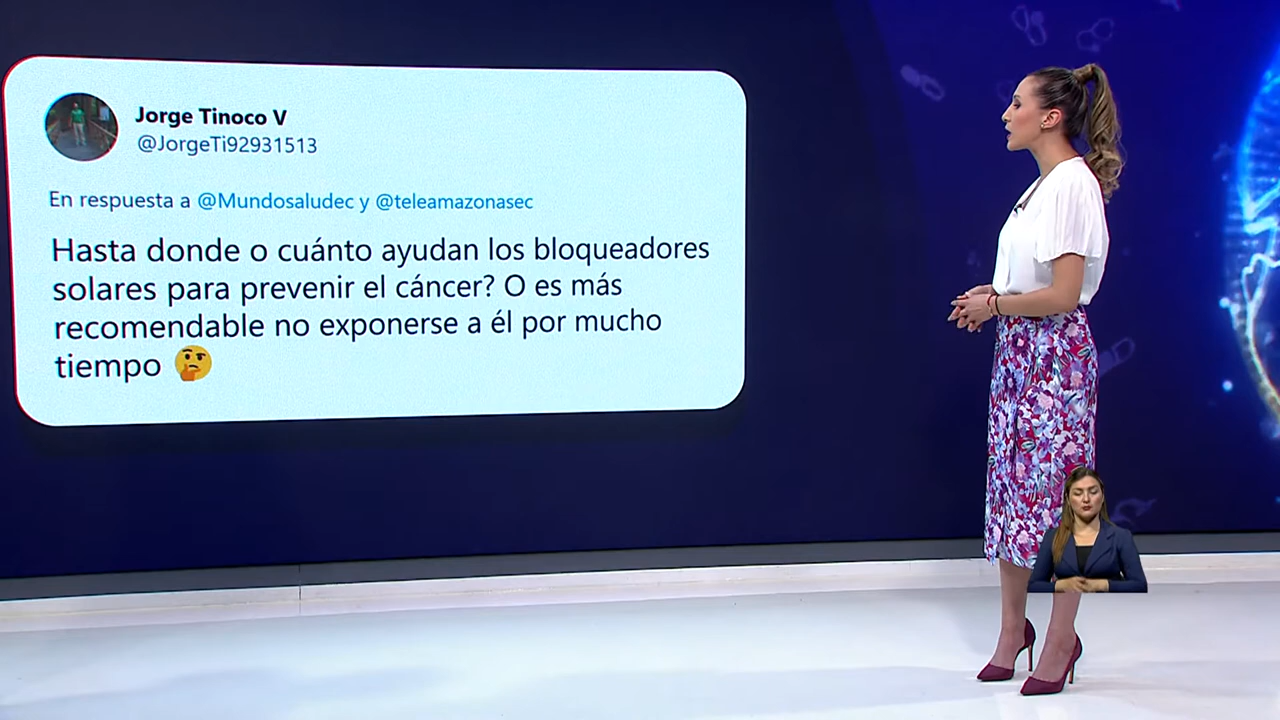 Jorge Tinoco V
@JorgeTi92931513
En respuesta a @Mundosaludec y @teleamazonasec
Hasta donde o cuánto ayudan los bloqueadores
solares para prevenir el cáncer? O es más
recomendable no exponerse a él por mucho
tiempo 🤔